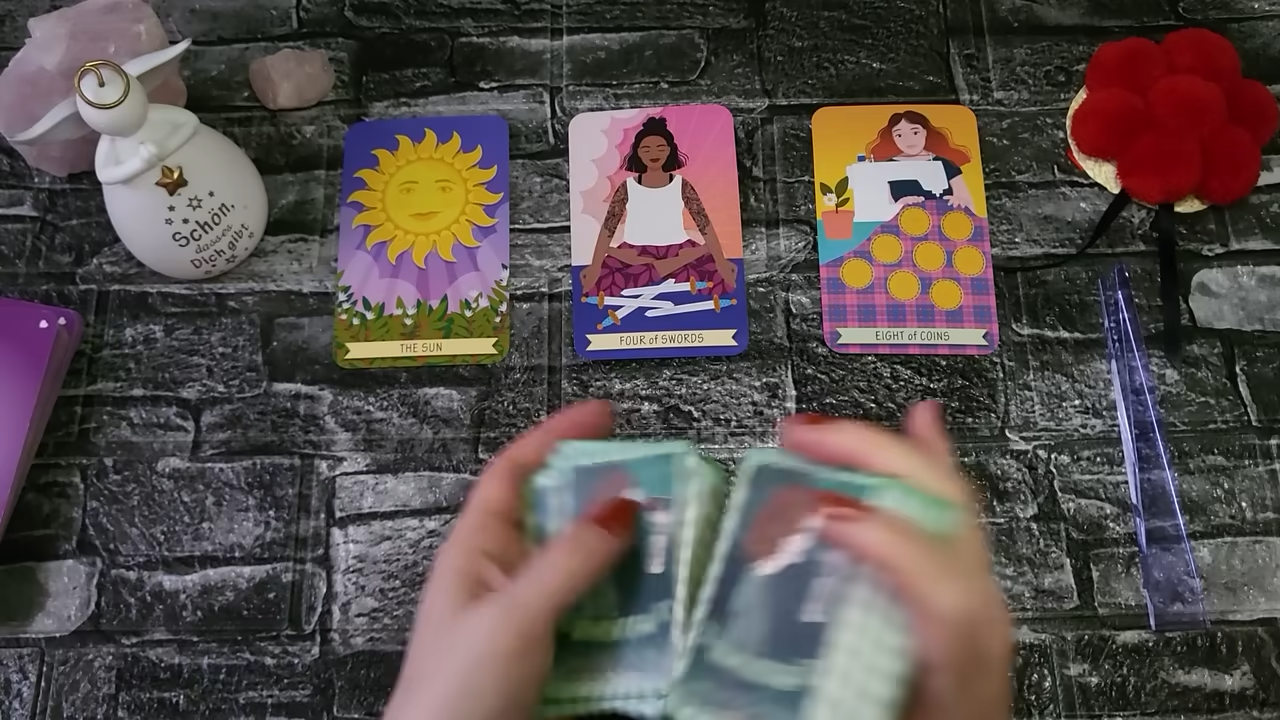 Schön,
dass es
Dich gibt
THE SUN
FOUR of SWORDS
EIGHT of COINS